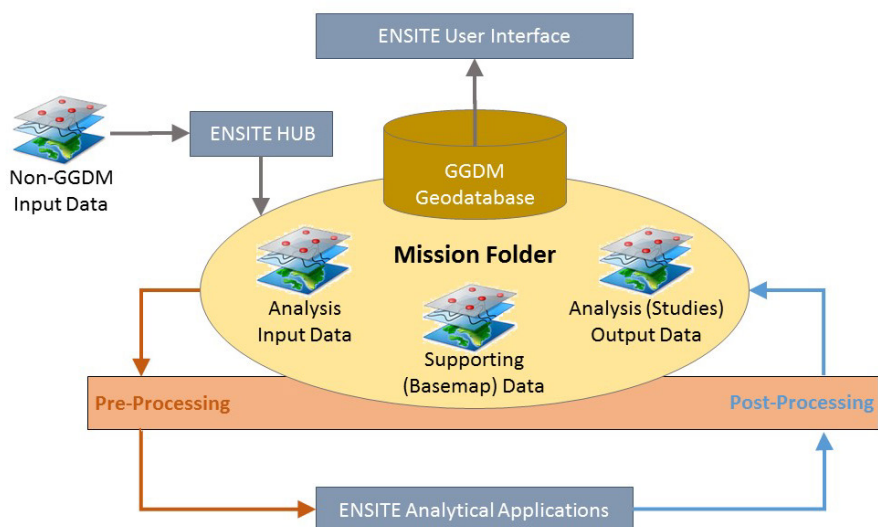 ENSITE User Interface
ENSITE HUB
Non-GGDM
Input Data
GGDM
Geodatabase
Mission Folder
Analysis
Input Data
Supporting
(Basemap) Data
Analysis (Studies)
Output Data
Pre-Processing
Post-Processing
ENSITE Analytical Applications